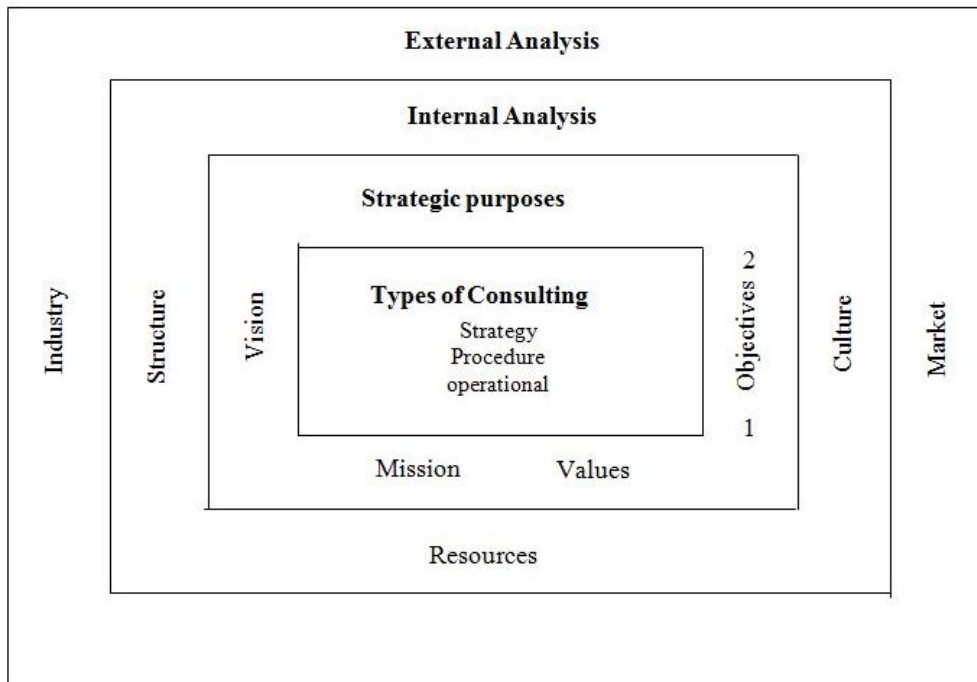 External Analysis
Internal Analysis
Strategic purposes
Types of Consulting
Strategy
Procedure
operational
Industry
Structure
Vision
1 Objectives 2
Culture
Market
Mission Values
Resources